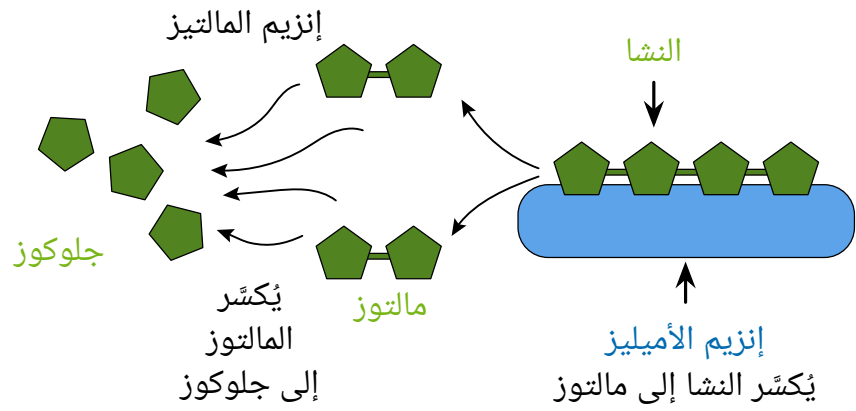 إنزيم المالتيز
النشا
جلوكوز
مالتوز
يُكسَّر
المالتوز
إلى جلوكوز
إنزيم الأميليز
يُكسَّر النشا إلى مالتوز